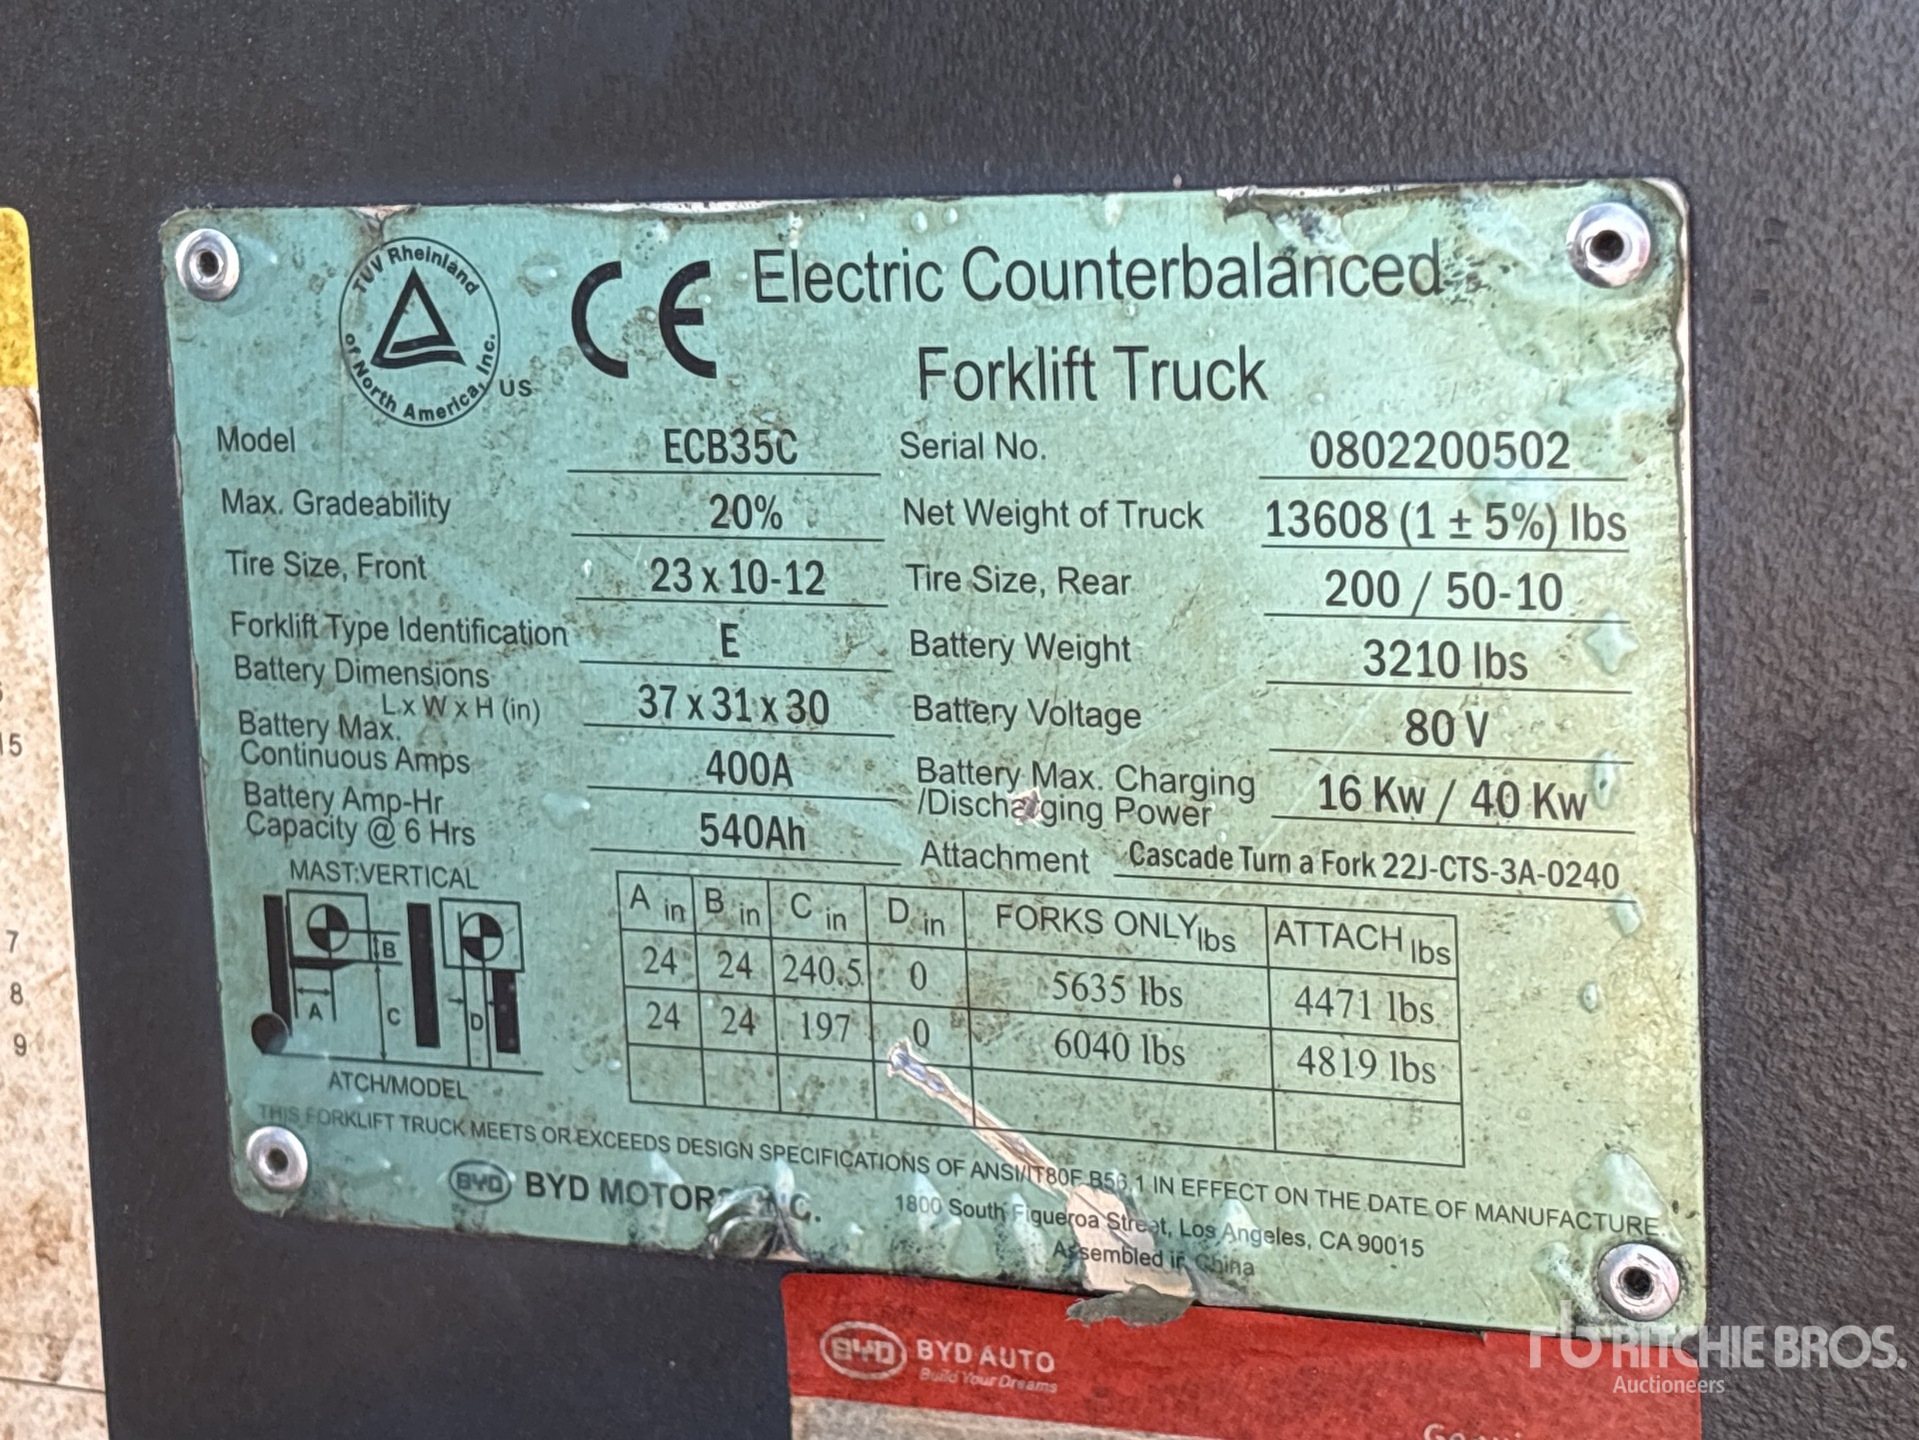 TÜV Rheinland
of North America, Inc.
US
CE
Electric Counterbalanced
Forklift Truck
Model ECB35C Serial No. 0802200502
Max. Gradeability 20% Net Weight of Truck 13608 (1 ± 5%) lbs
Tire Size, Front 23 x 10-12 Tire Size, Rear 200 / 50-10
Forklift Type Identification E Battery Weight 3210 lbs
Battery Dimensions
L x W x H (in) 37 x 31 x 30 Battery Voltage 80 V
Battery Max.
Continuous Amps 400A Battery Max. Charging
/Discharging Power 16 Kw / 40 Kw
Battery Amp-Hr
Capacity @ 6 Hrs 540Ah Attachment Cascade Turn a Fork 22J-CTS-3A-0240
MAST:VERTICAL
A B C D
ATCH/MODEL
A in B in C in D in FORKS ONLY lbs ATTACH lbs
24 24 240.5 0 5635 lbs 4471 lbs
24 24 197 0 6040 lbs 4819 lbs
THIS FORKLIFT TRUCK MEETS OR EXCEEDS DESIGN SPECIFICATIONS OF ANSI/IT80F B56.1 IN EFFECT ON THE DATE OF MANUFACTURE
BYD BYD MOTORS INC.
1800 South Figueroa Street, Los Angeles, CA 90015
Assembled in China
BYD BYD AUTO
Build Your Dreams
15
7
8
9
rb RITCHIE BROS.
Auctioneers